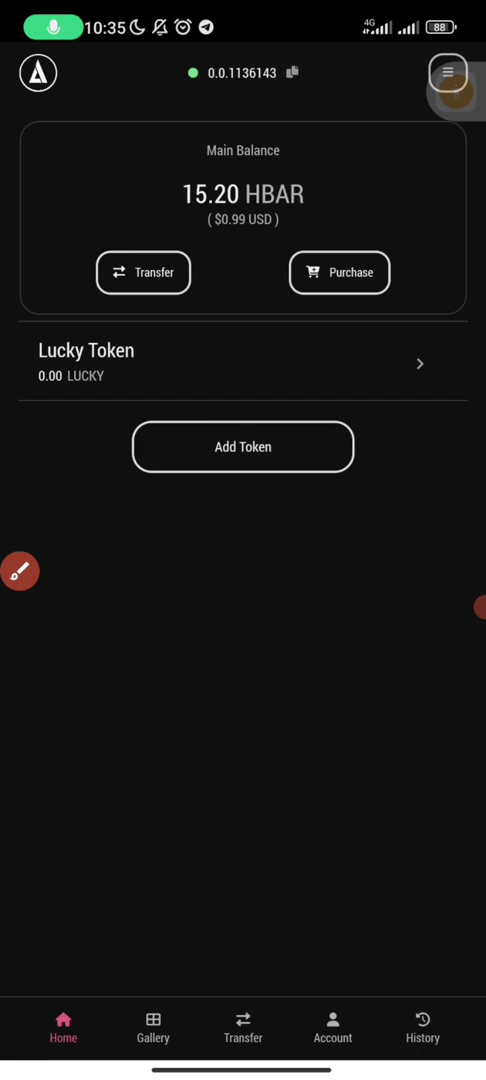 10:35
4G
88
0.0.1136143
Main Balance
15.20 HBAR
( $0.99 USD )
Transfer
Purchase
Lucky Token
0.00 LUCKY
Add Token
Home
Gallery
Transfer
Account
History